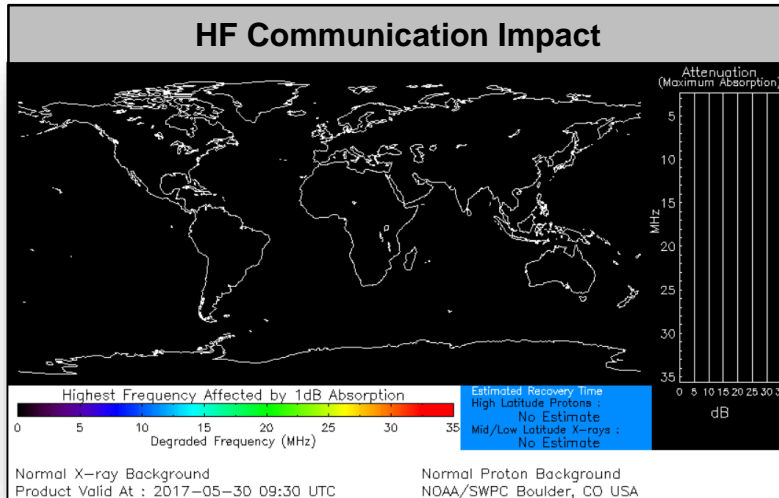 HF Communication Impact
Attenuation
(Maximum Absorption)
5
10
15
20
25
30
35
MHz
0 5 10 15 20 25 30 3
dB
Highest Frequency Affected by 1dB Absorption
0 5 10 15 20 25 30 35
Degraded Frequency (MHz)
Estimated Recovery Time
High Latitude Protons :
No Estimate
Mid/Low Latitude X-rays :
No Estimate
Normal X-ray Background
Normal Proton Background
Product Valid At : 2017-05-30 09:30 UTC
NOAA/SWPC Boulder, CO USA